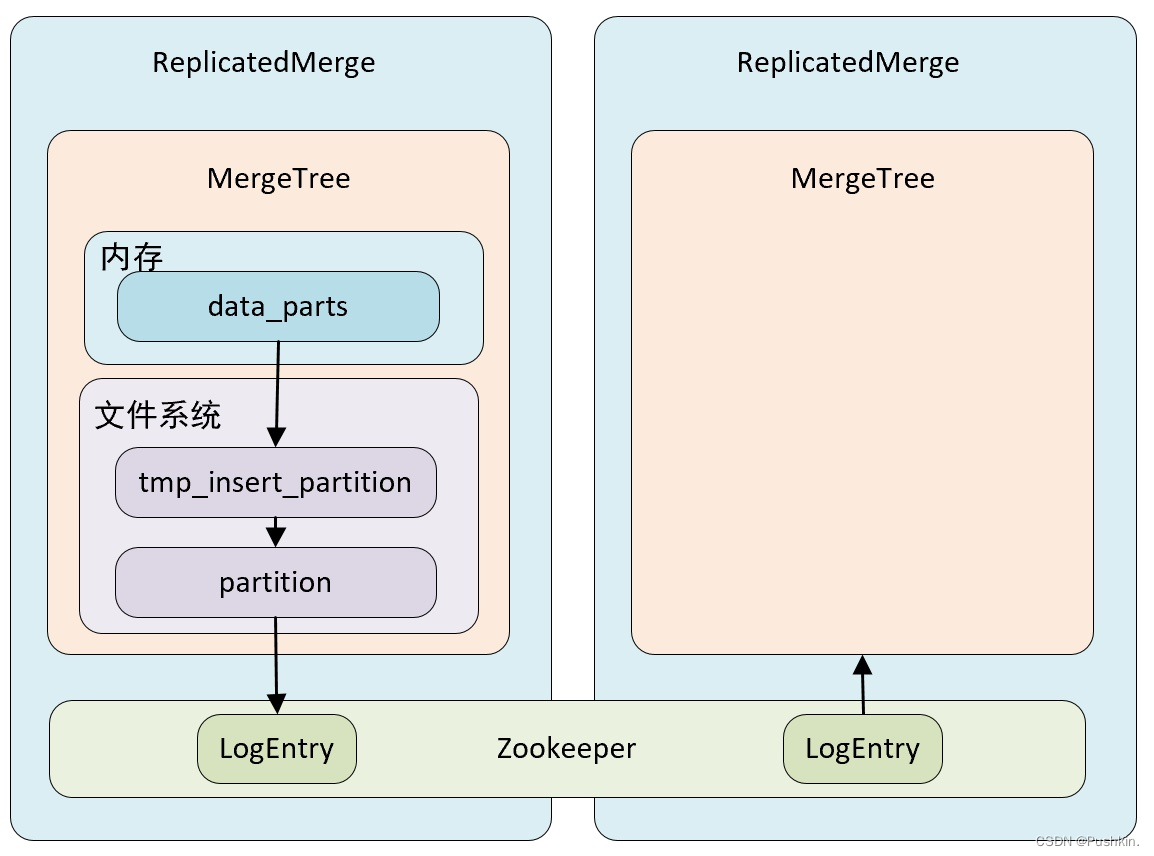 ReplicatedMerge
MergeTree
内存
data_parts
文件系统
tmp_insert_partition
partition
LogEntry
Zookeeper
ReplicatedMerge
MergeTree
LogEntry
CSDN @Pushkin.